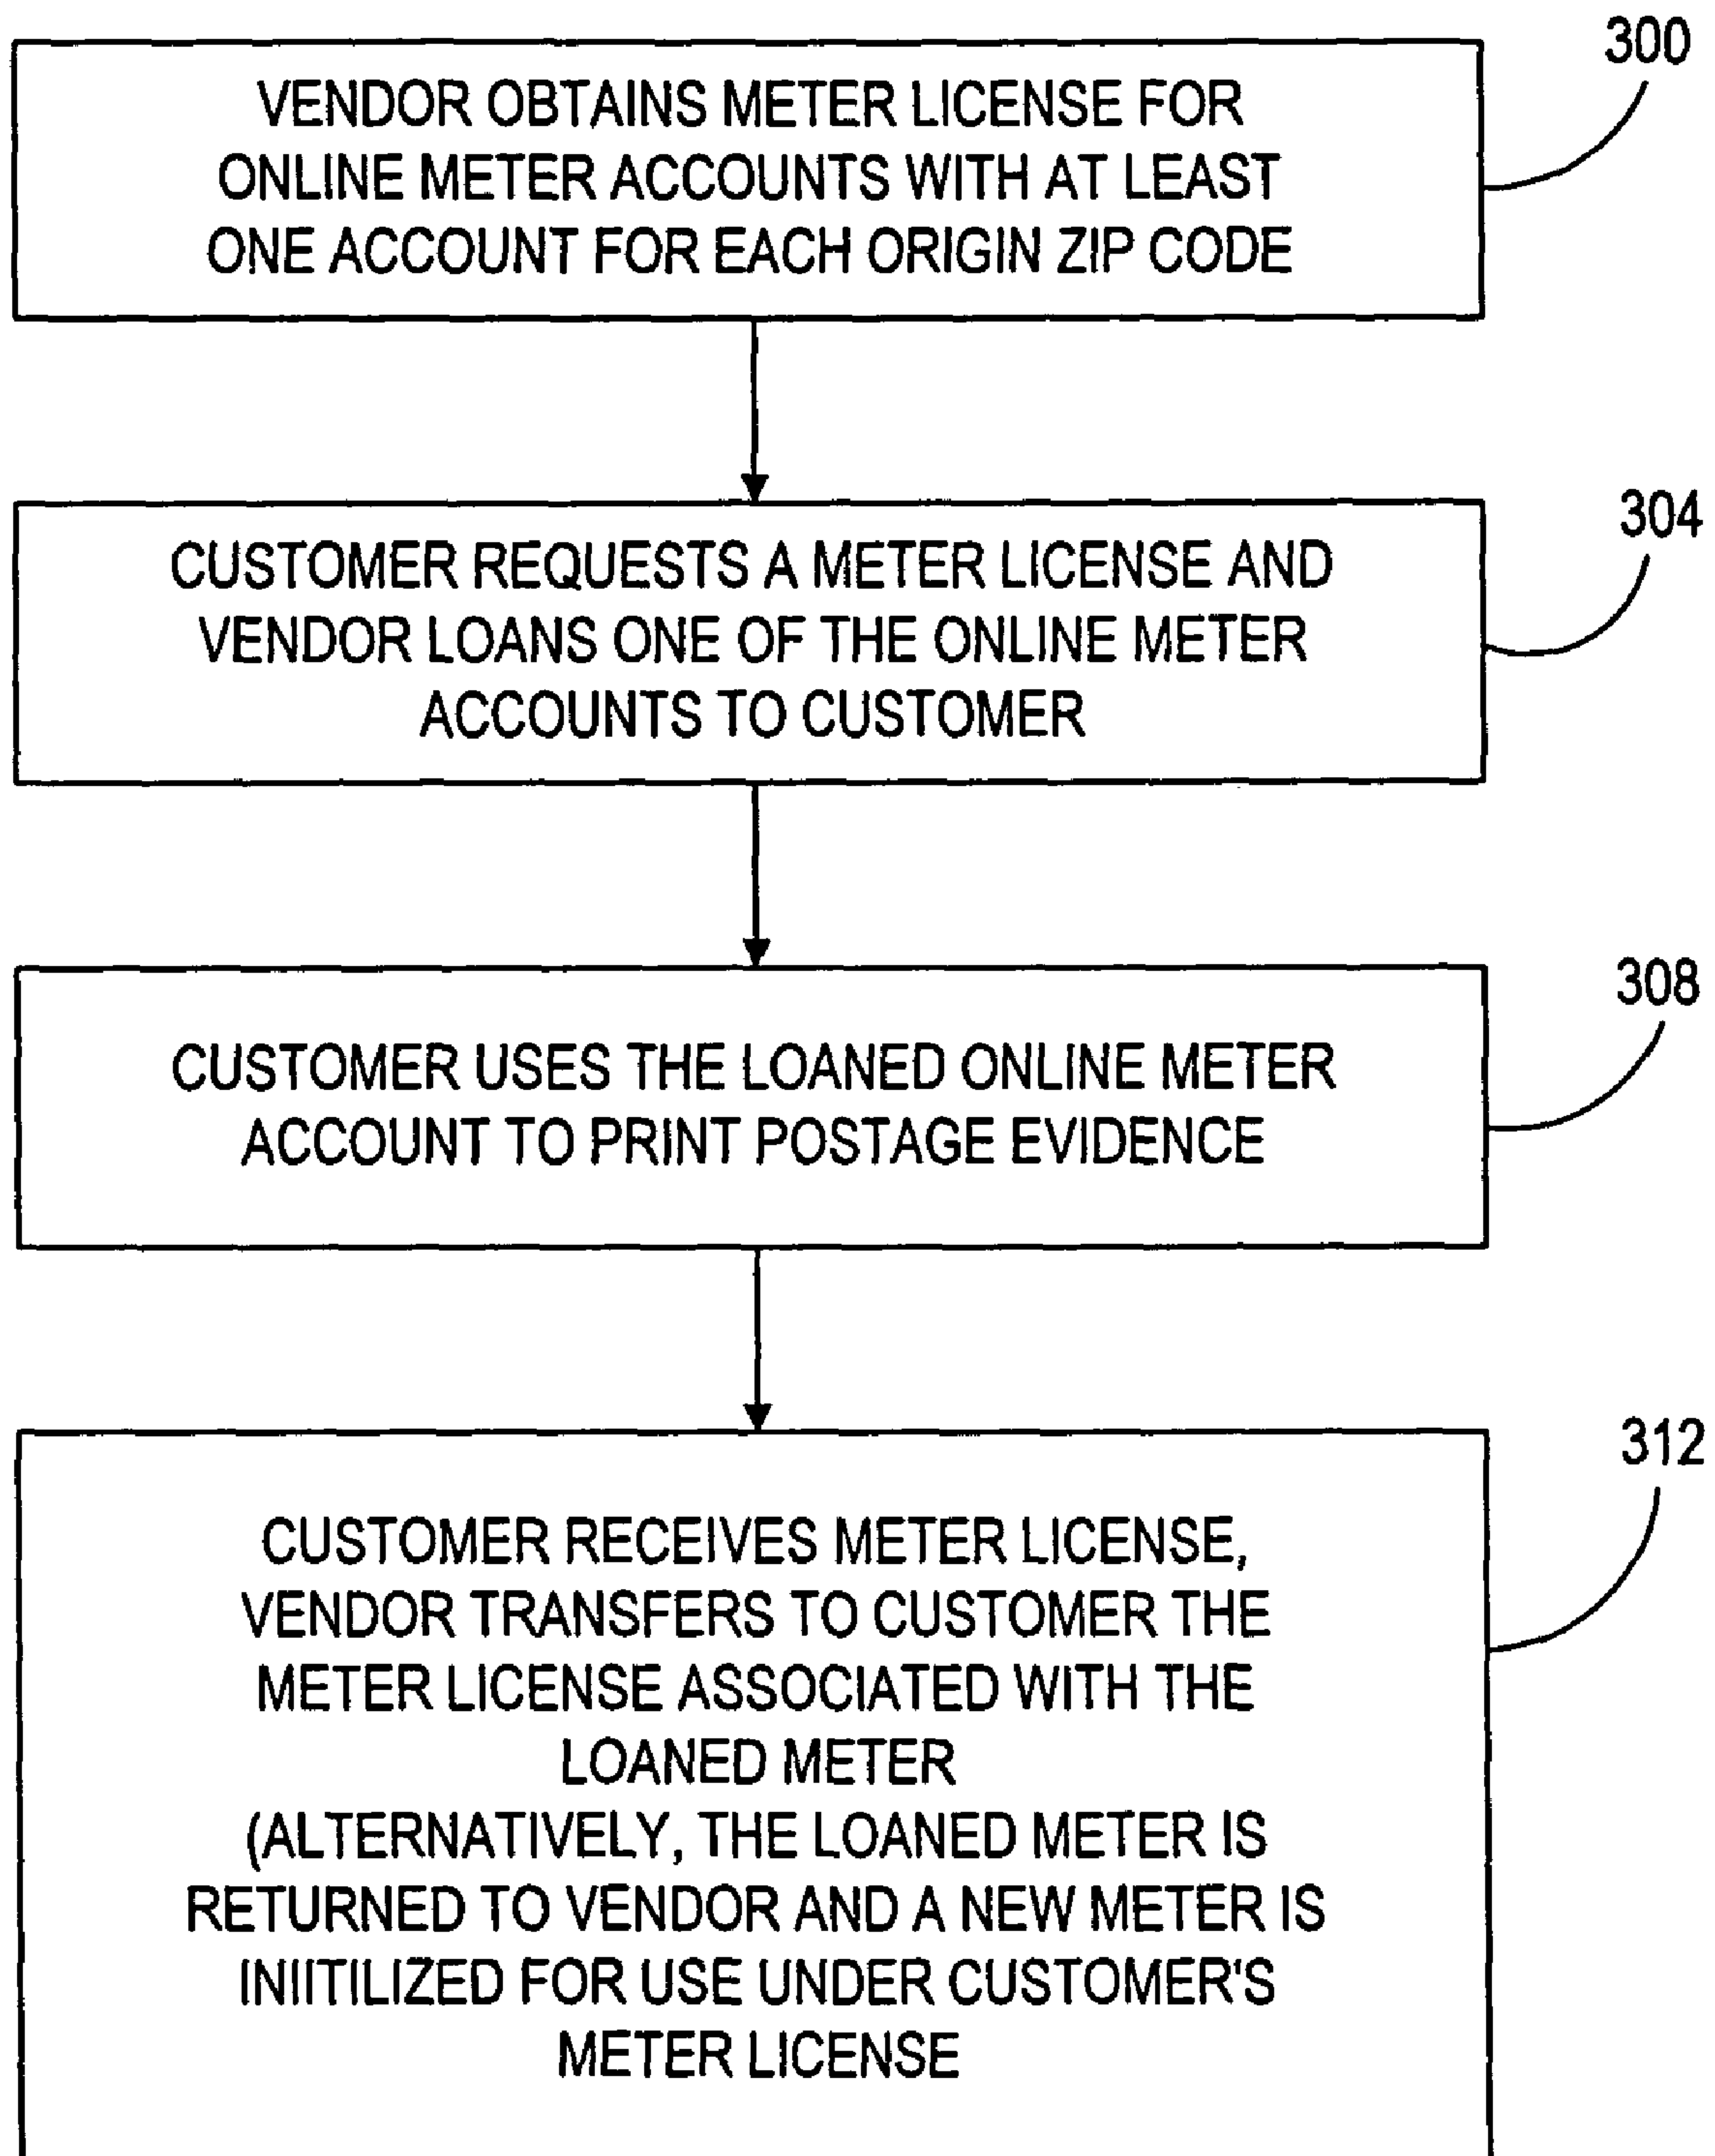 300
VENDOR OBTAINS METER LICENSE FOR
ONLINE METER ACCOUNTS WITH AT LEAST
ONE ACCOUNT FOR EACH ORIGIN ZIP CODE
304
CUSTOMER REQUESTS A METER LICENSE AND
VENDOR LOANS ONE OF THE ONLINE METER
ACCOUNTS TO CUSTOMER
308
CUSTOMER USES THE LOANED ONLINE METER
ACCOUNT TO PRINT POSTAGE EVIDENCE
312
CUSTOMER RECEIVES METER LICENSE,
VENDOR TRANSFERS TO CUSTOMER THE
METER LICENSE ASSOCIATED WITH THE
LOANED METER
(ALTERNATIVELY, THE LOANED METER IS
RETURNED TO VENDOR AND A NEW METER IS
INIITILIZED FOR USE UNDER CUSTOMER'S
METER LICENSE